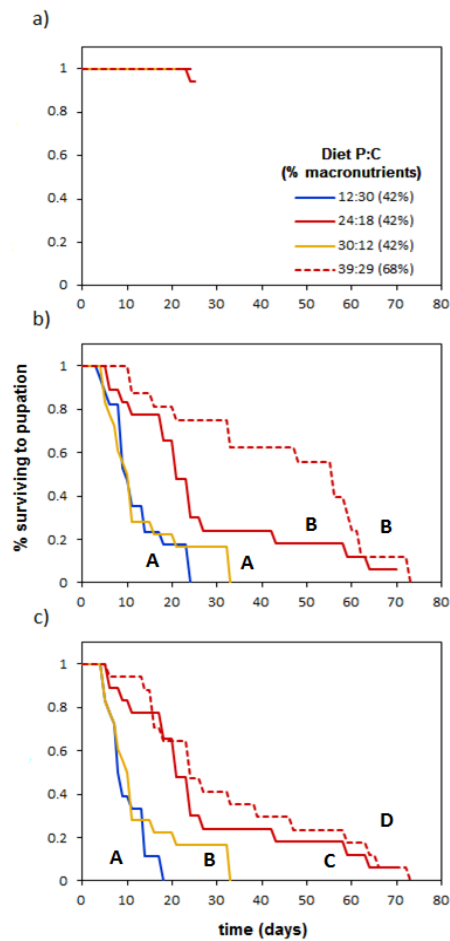 a)
1
0.8
0.6
0.4
0.2
0
0 10 20 30 40 50 60 70 80
Diet P:C
(% macronutrients)
12:30 (42%)
24:18 (42%)
30:12 (42%)
39:29 (68%)
b)
% surviving to pupation
1
0.8
0.6
0.4
0.2
0
A A B B
0 10 20 30 40 50 60 70 80
c)
1
0.8
0.6
0.4
0.2
0
A B C D
0 10 20 30 40 50 60 70 80
time (days)